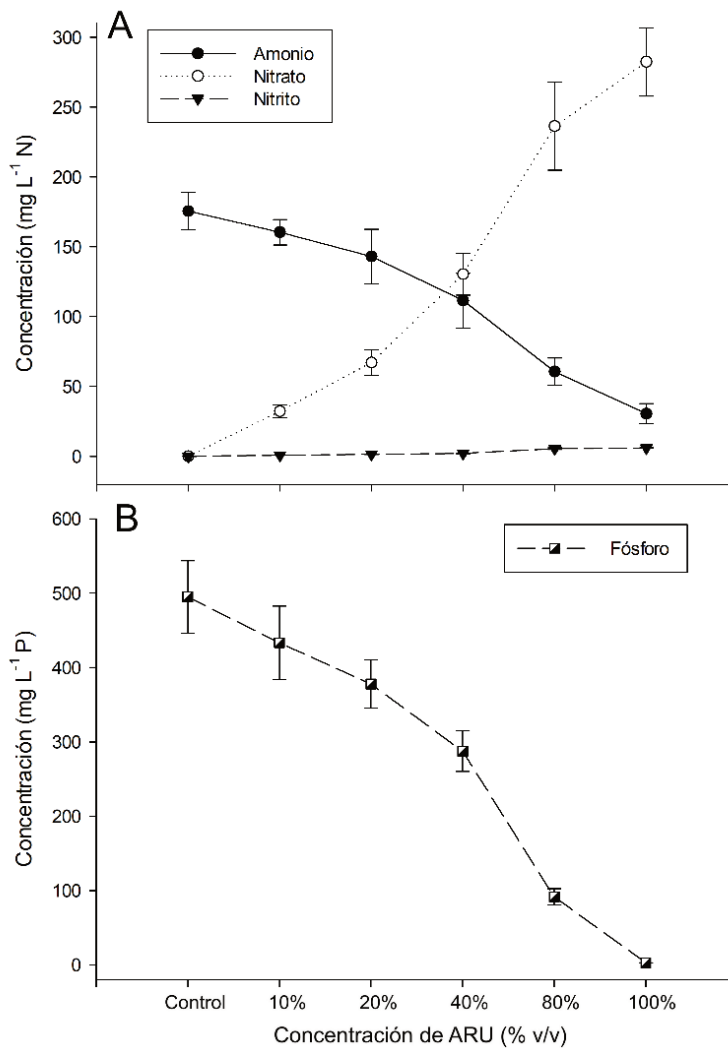 A
Amonio
Nitrato
Nitrito
Concentración (mg L⁻¹ N)
300
250
200
150
100
50
0
B
Fósforo
Concentración (mg L⁻¹ P)
600
500
400
300
200
100
0
Control 10% 20% 40% 80% 100%
Concentración de ARU (% v/v)